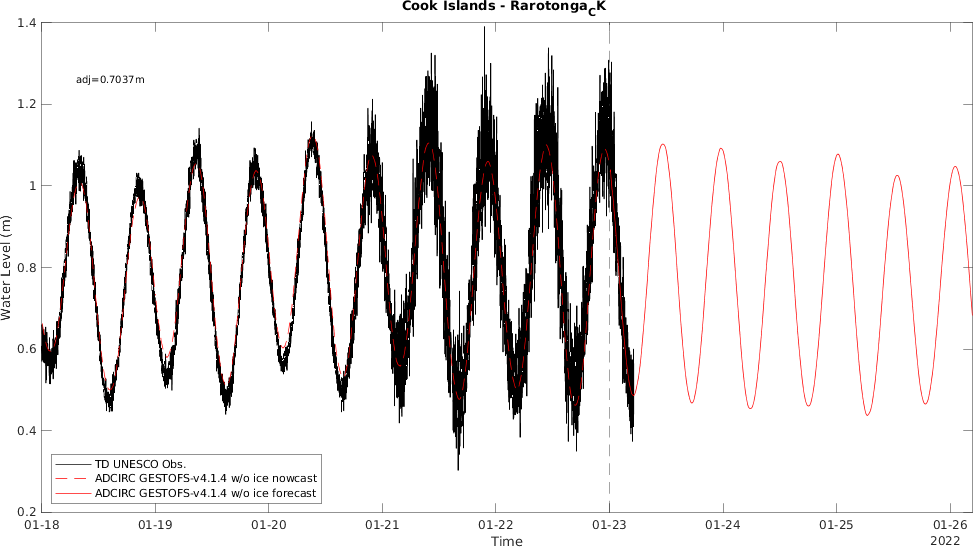 Cook Islands - Rarotonga_CK
1.4
1.2
1
0.8
0.6
0.4
0.2
adj=0.7037m
Water Level (m)
TD UNESCO Obs.
ADCIRC GESTOFS-v4.1.4 w/o ice nowcast
ADCIRC GESTOFS-v4.1.4 w/o ice forecast
01-18 01-19 01-20 01-21 01-22 01-23 01-24 01-25 01-26
Time
2022